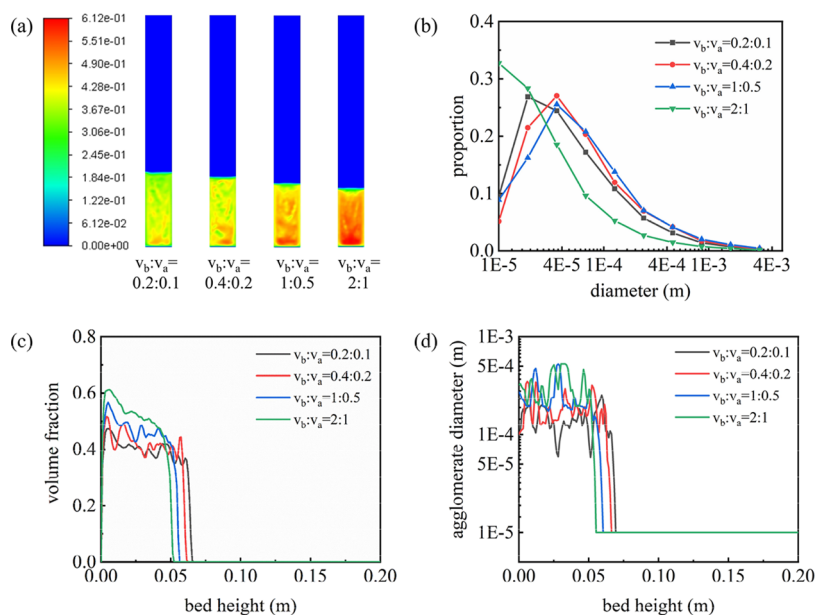 (a)
6.12e-01
5.51e-01
4.90e-01
4.28e-01
3.67e-01
3.06e-01
2.45e-01
1.84e-01
1.22e-01
6.12e-02
0.00e+00
vb:va=
0.2:0.1
vb:va=
0.4:0.2
vb:va=
1:0.5
vb:va=
2:1
(b)
proportion
0.4
0.3
0.2
0.1
0.0
vb:va=0.2:0.1
vb:va=0.4:0.2
vb:va=1:0.5
vb:va=2:1
1E-5 4E-5 1E-4 4E-4 1E-3 4E-3
diameter (m)
(c)
volume fraction
0.8
0.6
0.4
0.2
0.0
vb:va=0.2:0.1
vb:va=0.4:0.2
vb:va=1:0.5
vb:va=2:1
0.00 0.05 0.10 0.15 0.20
bed height (m)
(d)
agglomerate diameter (m)
1E-3
5E-4
1E-4
5E-5
1E-5
vb:va=0.2:0.1
vb:va=0.4:0.2
vb:va=1:0.5
vb:va=2:1
0.00 0.05 0.10 0.15 0.20
bed height (m)